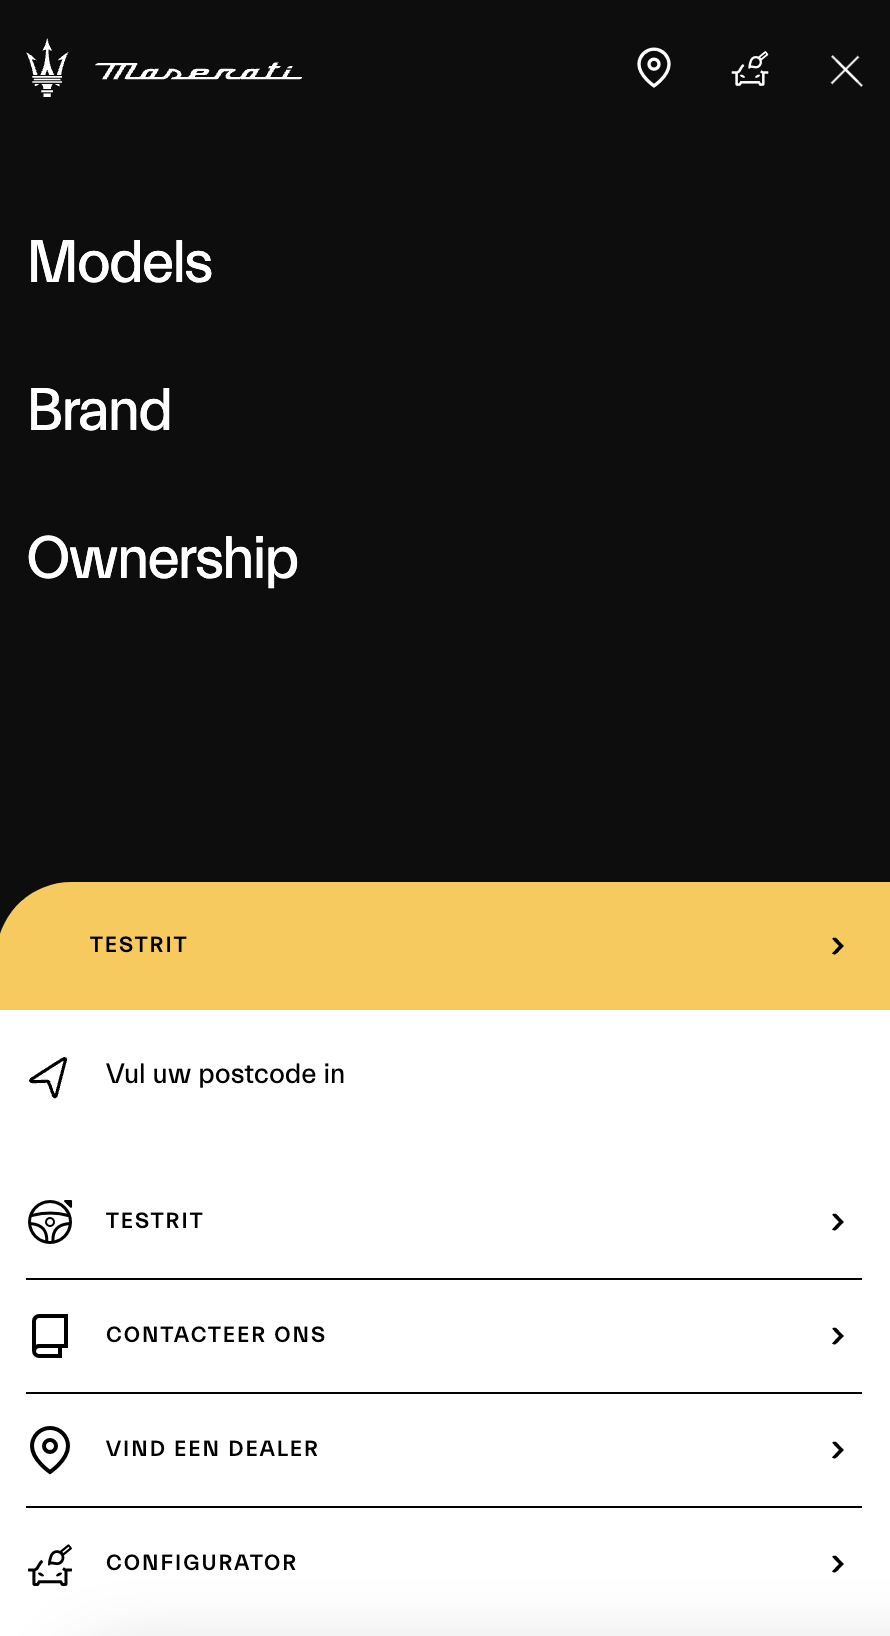 Maserati
Models
Brand
Ownership
TESTRIT
Vul uw postcode in
TESTRIT
CONTACTEER ONS
VIND EEN DEALER
CONFIGURATOR